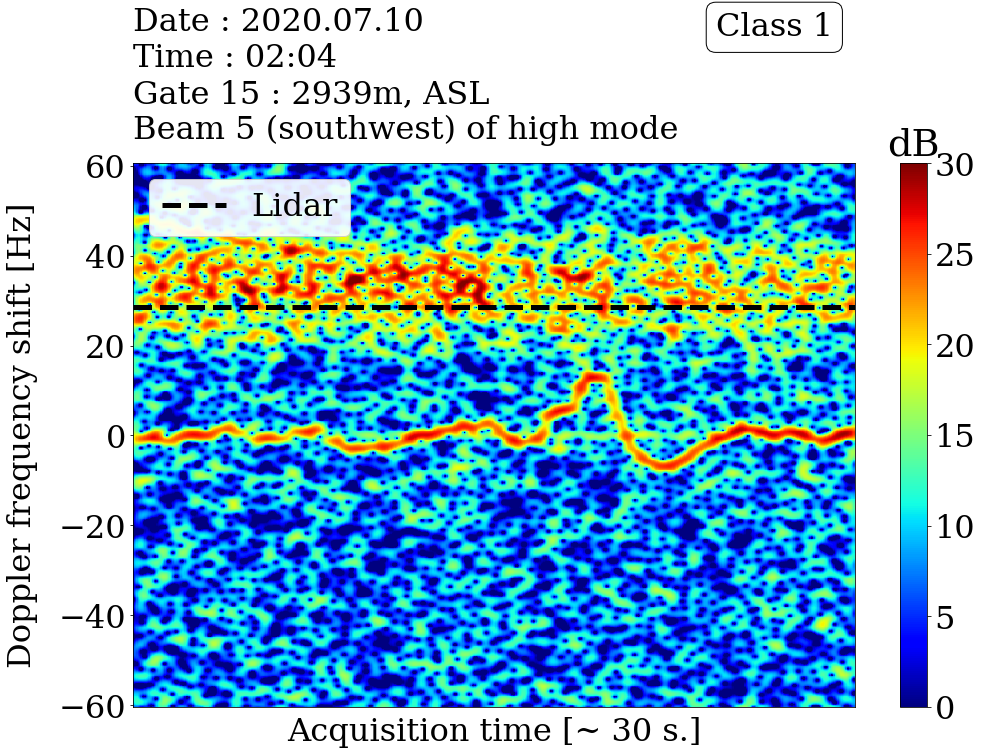 Date : 2020.07.10
Time : 02:04
Gate 15 : 2939m, ASL
Beam 5 (southwest) of high mode
Class 1
dB
Lidar
Doppler frequency shift [Hz]
60
40
20
0
−20
−40
−60
Acquisition time [~ 30 s.]
30
25
20
15
10
5
0